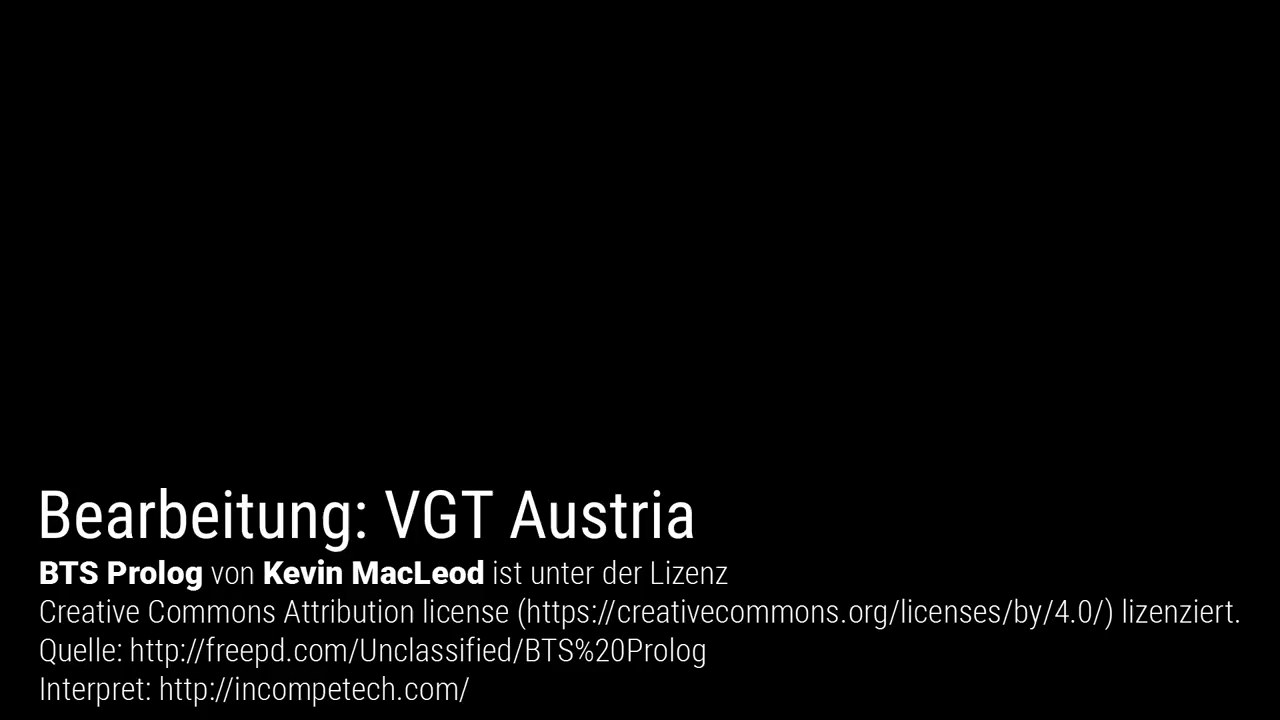 Bearbeitung: VGT Austria
BTS Prolog von Kevin MacLeod ist unter der Lizenz
Creative Commons Attribution license (https://creativecommons.org/licenses/by/4.0/) lizenziert.
Quelle: http://freepd.com/Unclassified/BTS%20Prolog
Interpret: http://incompetech.com/